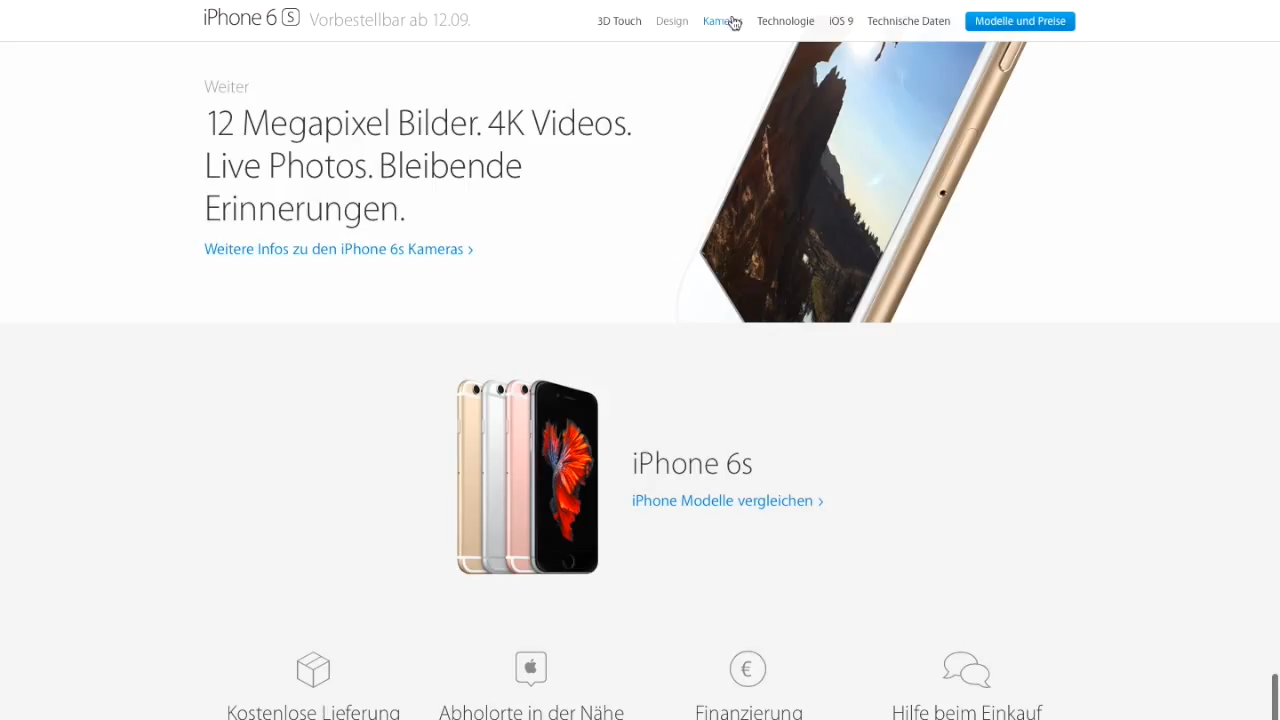 iPhone 6 S Vorbestellbar ab 12.09.
3D Touch Design Kameras Technologie iOS 9 Technische Daten Modelle und Preise
Weiter
12 Megapixel Bilder. 4K Videos.
Live Photos. Bleibende
Erinnerungen.
Weitere Infos zu den iPhone 6s Kameras ›
iPhone 6s
iPhone Modelle vergleichen ›
€
Kostenlose Lieferung Abholorte in der Nähe Finanzierung Hilfe beim Einkauf